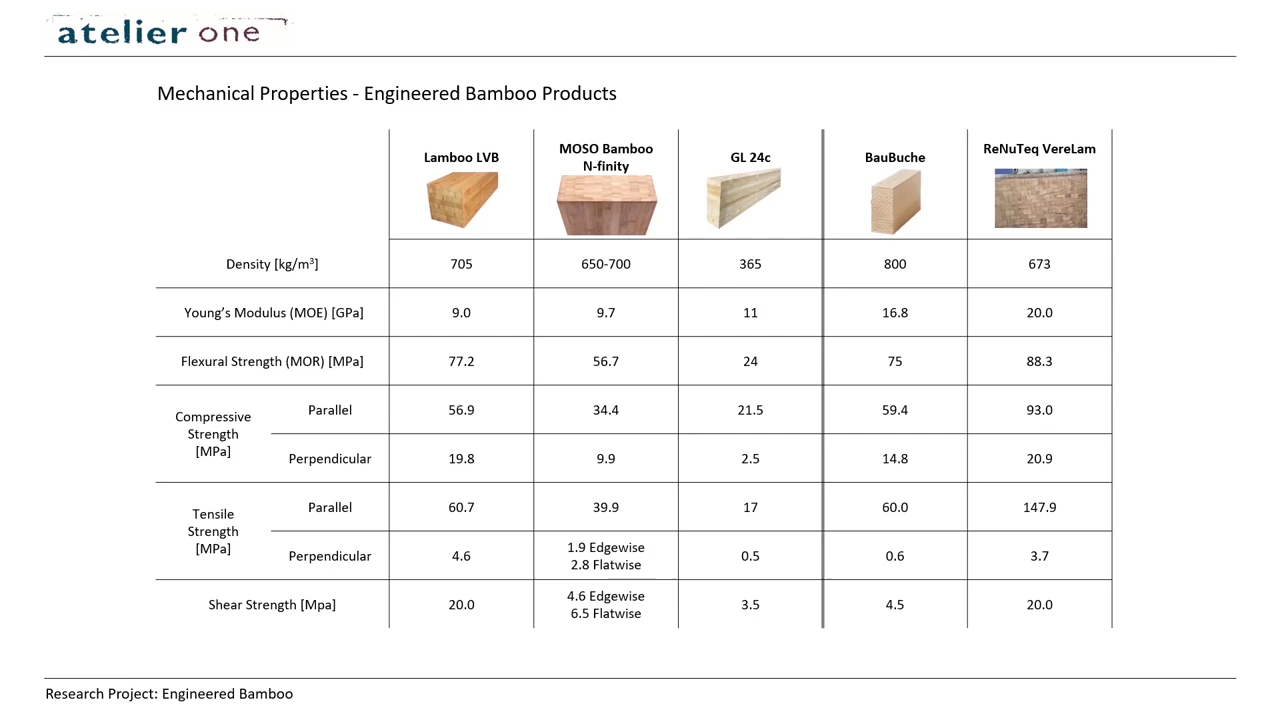 atelier one
Mechanical Properties - Engineered Bamboo Products
Lamboo LVB
MOSO Bamboo
N-finity
GL 24c
BauBuche
ReNuTeq VereLam
Density [kg/m³] 705 650-700 365 800 673
Young’s Modulus (MOE) [GPa] 9.0 9.7 11 16.8 20.0
Flexural Strength (MOR) [MPa] 77.2 56.7 24 75 88.3
Compressive
Strength
[MPa]
Parallel 56.9 34.4 21.5 59.4 93.0
Perpendicular 19.8 9.9 2.5 14.8 20.9
Tensile
Strength
[MPa]
Parallel 60.7 39.9 17 60.0 147.9
Perpendicular 4.6
1.9 Edgewise
2.8 Flatwise
0.5 0.6 3.7
Shear Strength [Mpa] 20.0
4.6 Edgewise
6.5 Flatwise
3.5 4.5 20.0
Research Project: Engineered Bamboo